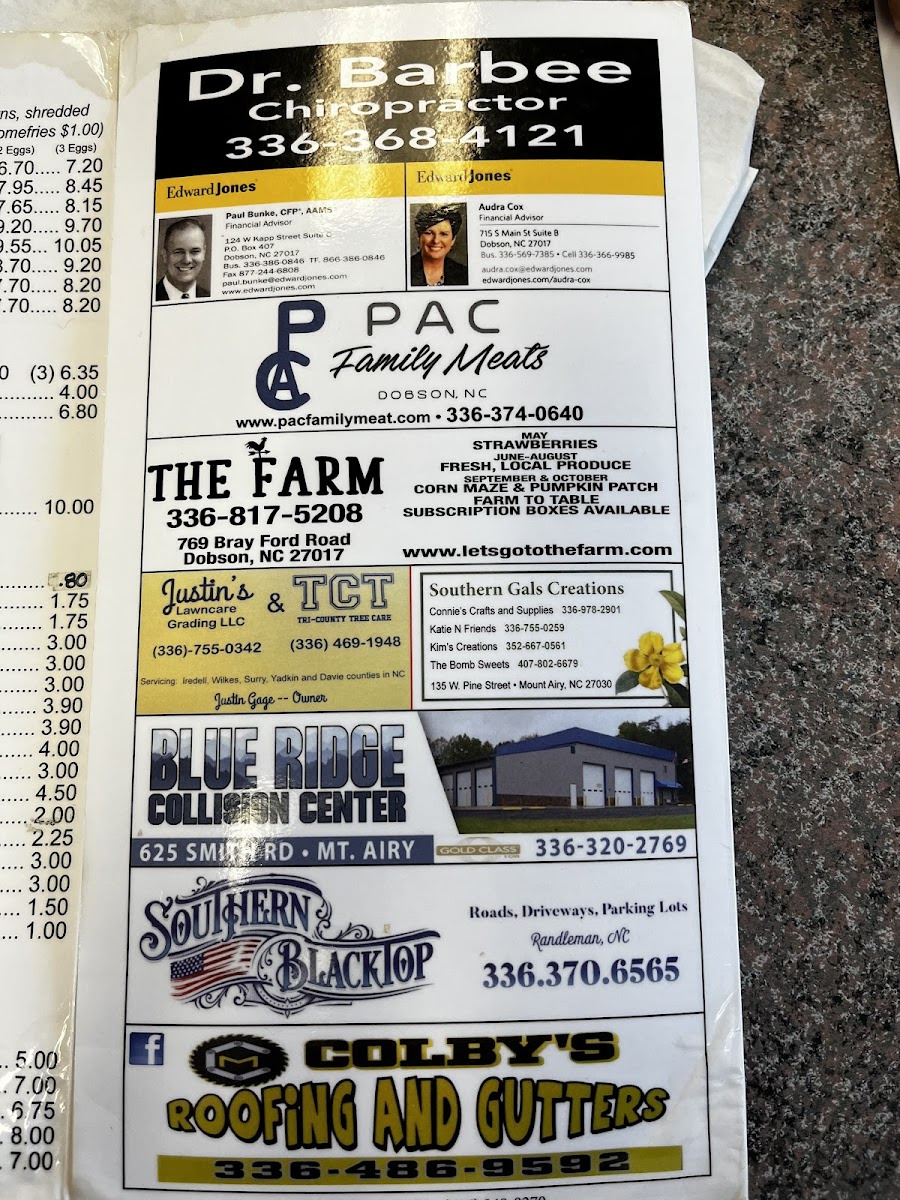 ns, shredded
omefries $1.00)
2 Eggs) (3 Eggs)
6.70..... 7.20
7.95..... 8.45
7.65..... 8.15
9.20..... 9.70
9.55... 10.05
8.70..... 9.20
7.70..... 8.20
7.70..... 8.20
0 (3) 6.35
4.00
6.80
10.00
.80
1.75
1.75
3.00
3.00
3.00
3.90
3.90
4.00
3.00
4.50
2.00
2.25
3.00
3.00
1.50
1.00
5.00
7.00
6.75
8.00
7.00
Dr. Barbee
Chiropractor
336-368-4121
Edward Jones
Paul Bunke, CFP®, AAMS
Financial Advisor
124 W Kapp Street Suite C
P.O. Box 407
Dobson, NC 27017
Bus. 336-386-0846 TF. 866-386-0846
Fax 877-244-6808
paul.bunke@edwardjones.com
www.edwardjones.com
Edward Jones
Audra Cox
Financial Advisor
715 S Main St Suite B
Dobson, NC 27017
Bus. 336-569-7385 • Cell 336-366-9985
audra.cox@edwardjones.com
edwardjones.com/audra-cox
PAC
PAC
Family Meats
DOBSON, NC
www.pacfamilymeat.com • 336-374-0640
THE FARM
336-817-5208
769 Bray Ford Road
Dobson, NC 27017
MAY
STRAWBERRIES
JUNE-AUGUST
FRESH, LOCAL PRODUCE
SEPTEMBER & OCTOBER
CORN MAZE & PUMPKIN PATCH
FARM TO TABLE
SUBSCRIPTION BOXES AVAILABLE
www.letsgotothefarm.com
Justin's
Lawncare
Grading LLC
(336)-755-0342
&
TCT
TRI-COUNTY TREE CARE
(336) 469-1948
Servicing: Iredell, Wilkes, Surry, Yadkin and Davie counties in NC
Justin Gage -- Owner
Southern Gals Creations
Connie's Crafts and Supplies 336-978-2901
Katie N Friends 336-755-0259
Kim's Creations 352-667-0561
The Bomb Sweets 407-802-6679
135 W. Pine Street • Mount Airy, NC 27030
BLUE RIDGE
COLLISION CENTER
625 SMITH RD • MT. AIRY
GOLD CLASS
336-320-2769
SOUTHERN
BLACKTOP
Roads, Driveways, Parking Lots
Randleman, NC
336.370.6565
f
CM
COLBY'S
ROOFING AND GUTTERS
336-486-9592